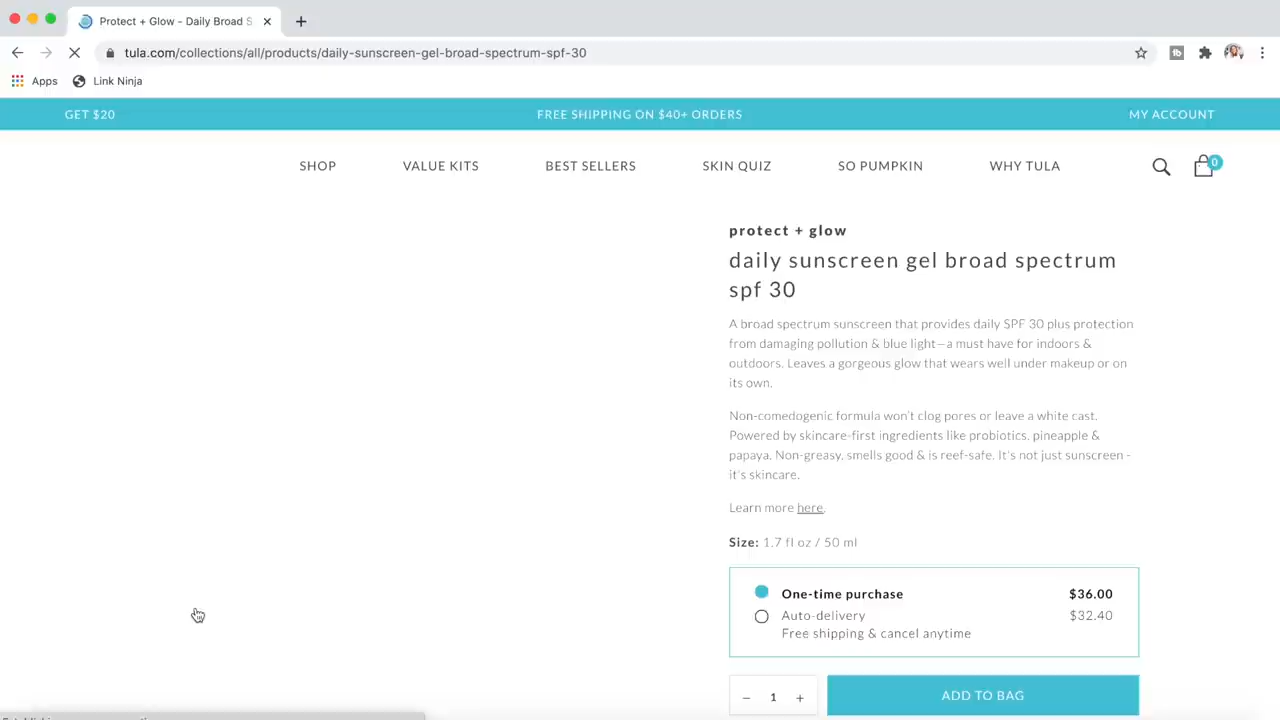 Protect + Glow - Daily Broad S
tula.com/collections/all/products/daily-sunscreen-gel-broad-spectrum-spf-30
Apps Link Ninja
GET $20 FREE SHIPPING ON $40+ ORDERS MY ACCOUNT
SHOP VALUE KITS BEST SELLERS SKIN QUIZ SO PUMPKIN WHY TULA 0
protect + glow
daily sunscreen gel broad spectrum
spf 30
A broad spectrum sunscreen that provides daily SPF 30 plus protection
from damaging pollution & blue light—a must have for indoors &
outdoors. Leaves a gorgeous glow that wears well under makeup or on
its own.
Non-comedogenic formula won't clog pores or leave a white cast.
Powered by skincare-first ingredients like probiotics, pineapple &
papaya. Non-greasy, smells good & is reef-safe. It's not just sunscreen -
it's skincare.
Learn more here.
Size: 1.7 fl oz / 50 ml
One-time purchase $36.00
Auto-delivery $32.40
Free shipping & cancel anytime
− 1 + ADD TO BAG